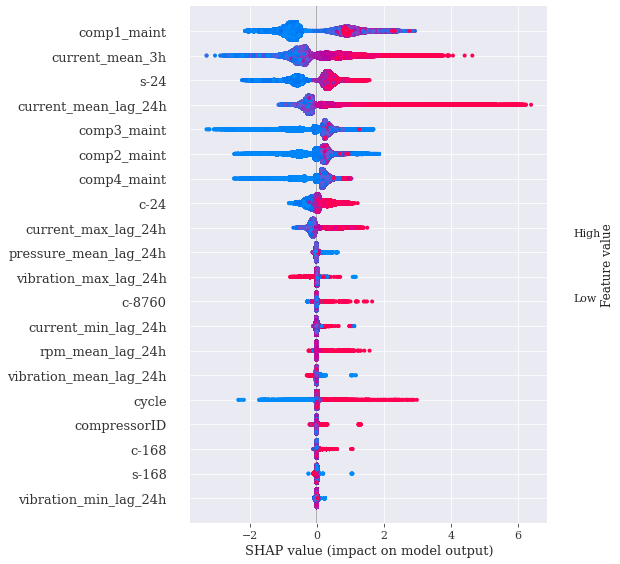 comp1_maint
current_mean_3h
s-24
current_mean_lag_24h
comp3_maint
comp2_maint
comp4_maint
c-24
current_max_lag_24h
pressure_mean_lag_24h
vibration_max_lag_24h
c-8760
current_min_lag_24h
rpm_mean_lag_24h
vibration_mean_lag_24h
cycle
compressorID
c-168
s-168
vibration_min_lag_24h
−2 0 2 4 6
SHAP value (impact on model output)
High
Low
Feature value